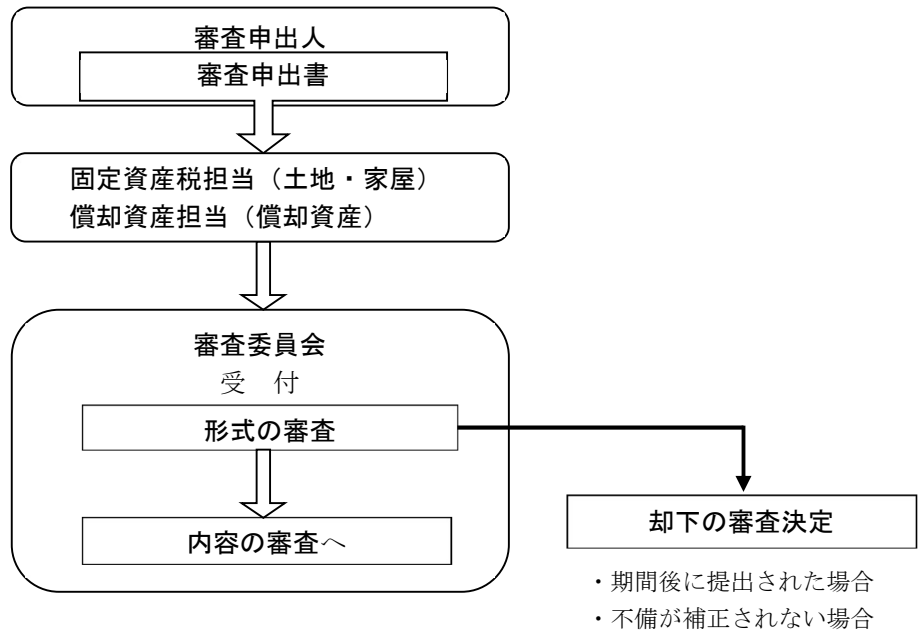 審査申出人
審査申出書
固定資産税担当（土地・家屋）
償却資産担当（償却資産）
審査委員会
受　付
形式の審査
内容の審査へ
却下の審査決定
・期間後に提出された場合
・不備が補正されない場合